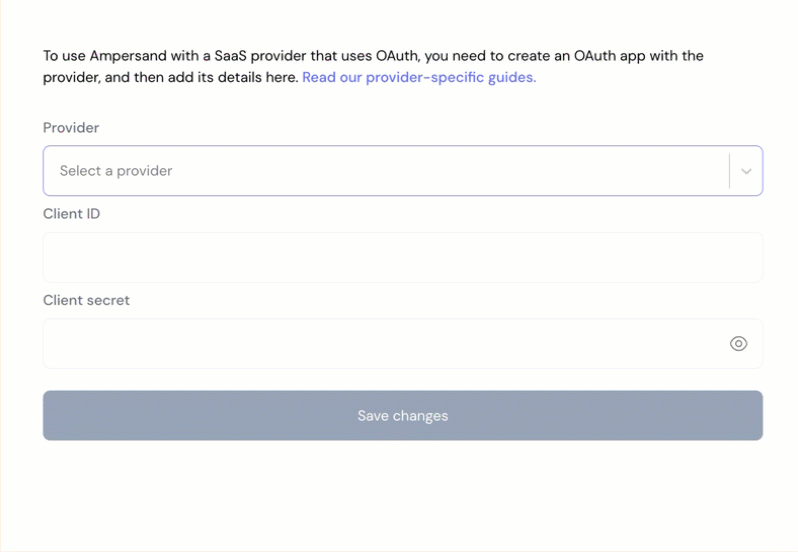 To use Ampersand with a SaaS provider that uses OAuth, you need to create an OAuth app with the
provider, and then add its details here. Read our provider-specific guides.
Provider
Select a provider
Client ID
Client secret
Save changes